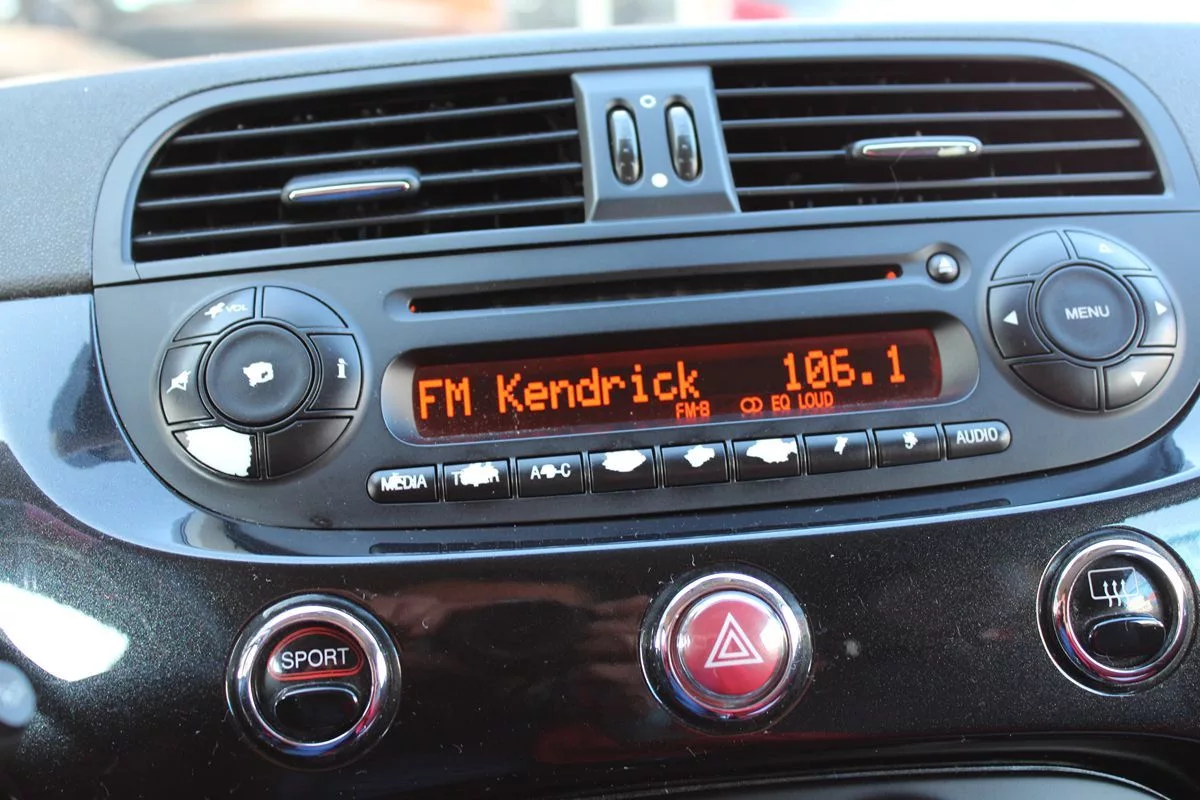 VOL
MENU
i
FM Kendrick 106.1
FM-8 EQ LOUD
MEDIA
A-C
AUDIO
SPORT